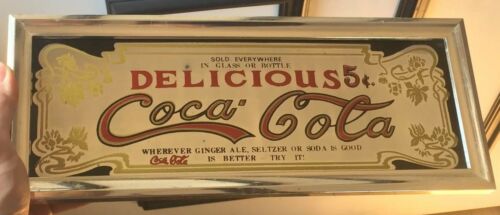 SOLD EVERYWHERE
IN GLASS OR BOTTLE
DELICIOUS 5¢.
Coca-Cola
WHEREVER GINGER ALE, SELTZER OR SODA IS GOOD
Coca-Cola IS BETTER - TRY IT!